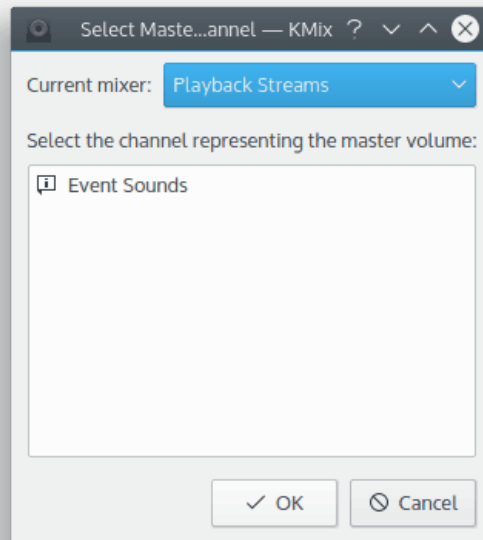 Select Maste...annel — KMix
Current mixer: Playback Streams
Select the channel representing the master volume:
Event Sounds
OK Cancel